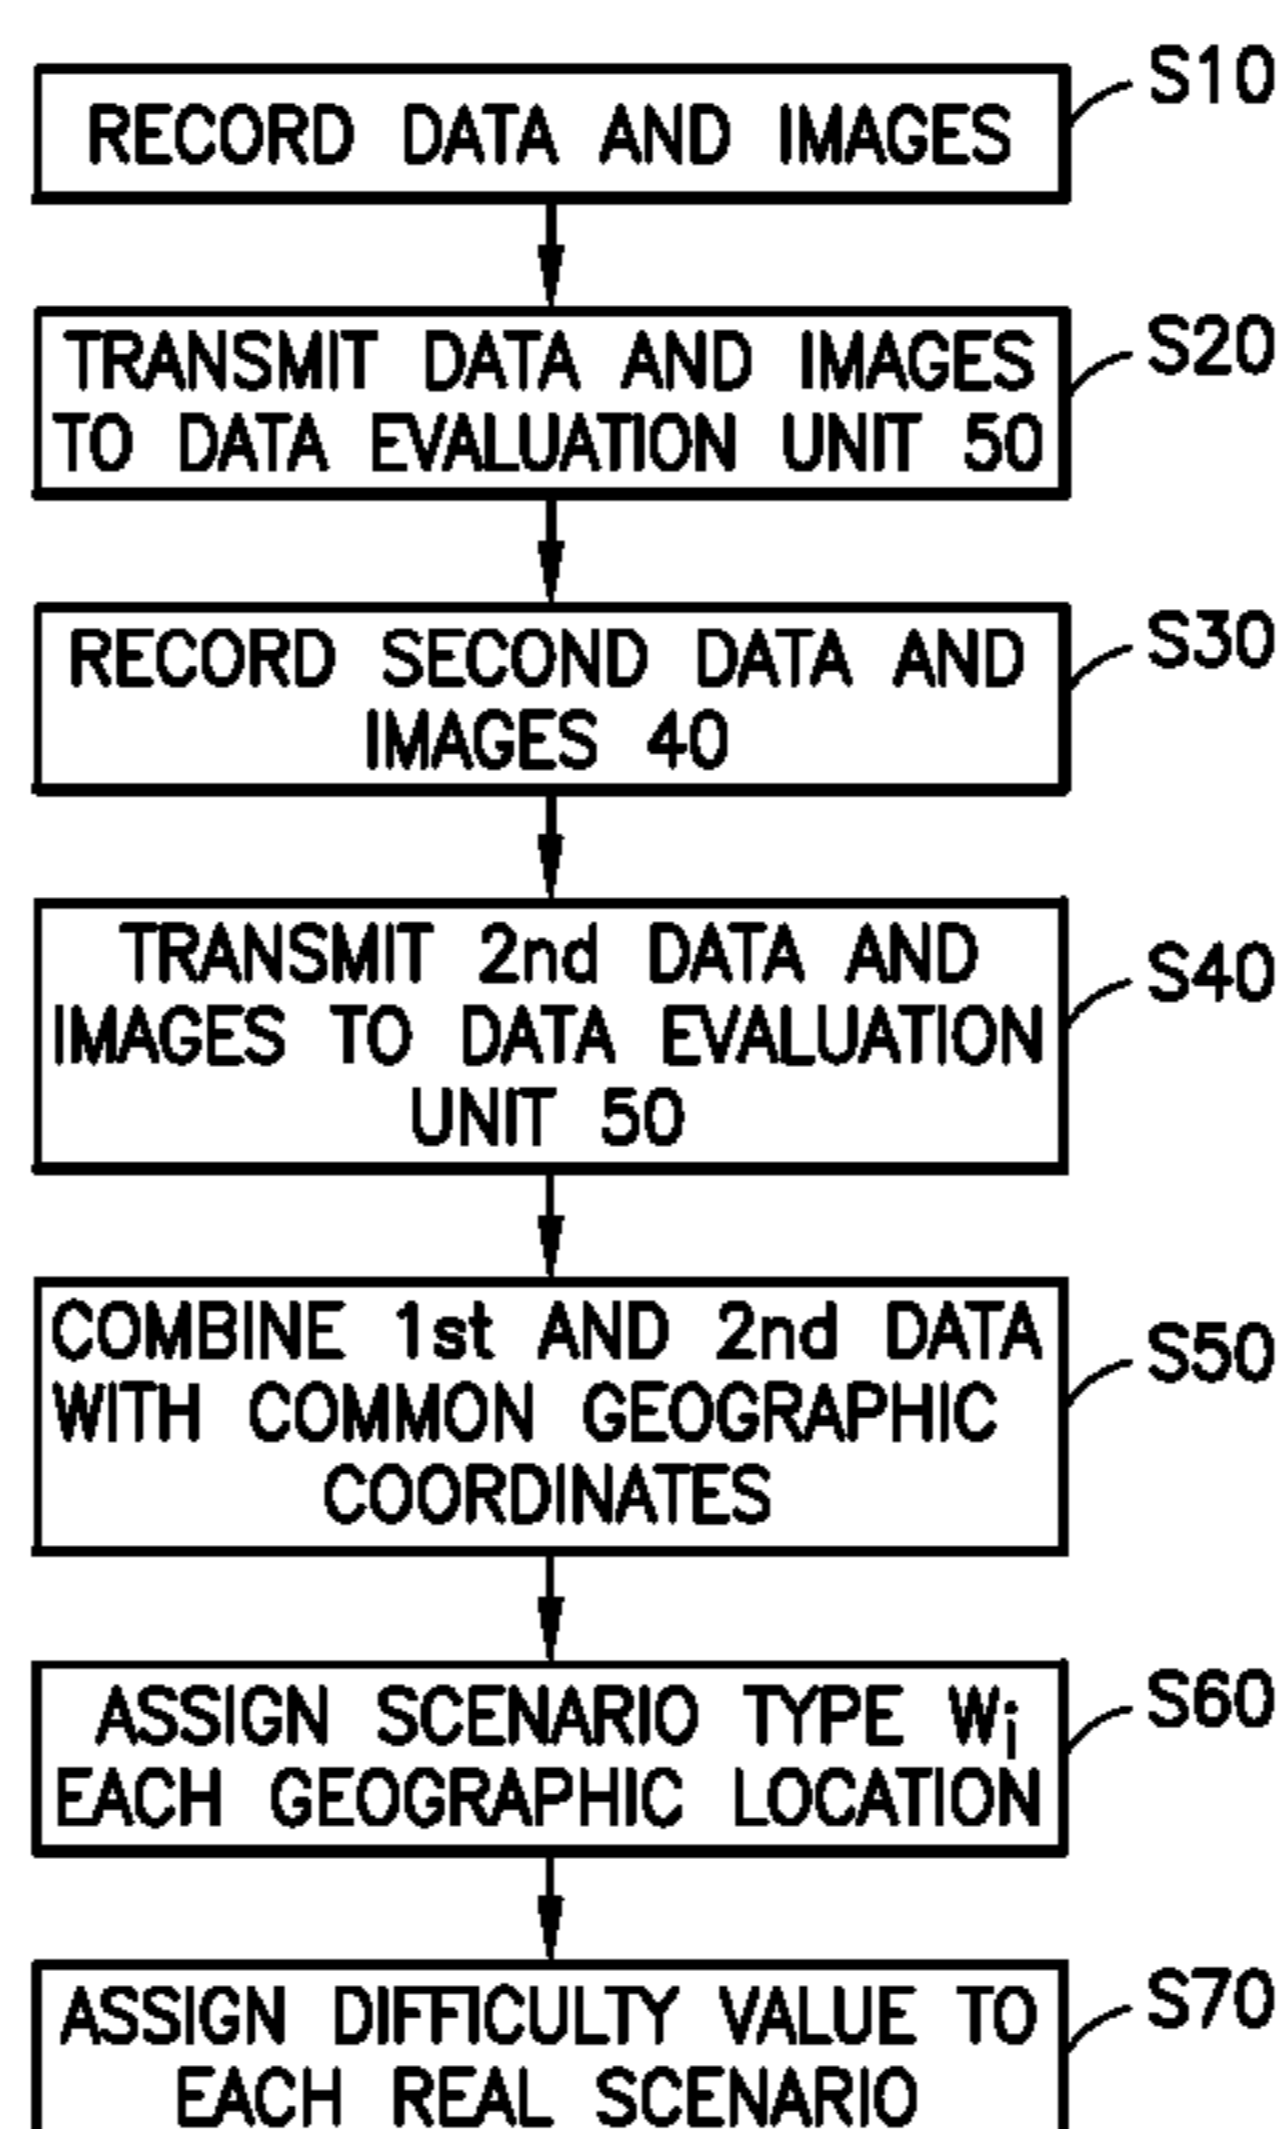 RECORD DATA AND IMAGES
S10
TRANSMIT DATA AND IMAGES
TO DATA EVALUATION UNIT 50
S20
RECORD SECOND DATA AND
IMAGES 40
S30
TRANSMIT 2nd DATA AND
IMAGES TO DATA EVALUATION
UNIT 50
S40
COMBINE 1st AND 2nd DATA
WITH COMMON GEOGRAPHIC
COORDINATES
S50
ASSIGN SCENARIO TYPE Wi
EACH GEOGRAPHIC LOCATION
S60
ASSIGN DIFFICULTY VALUE TO
EACH REAL SCENARIO
S70